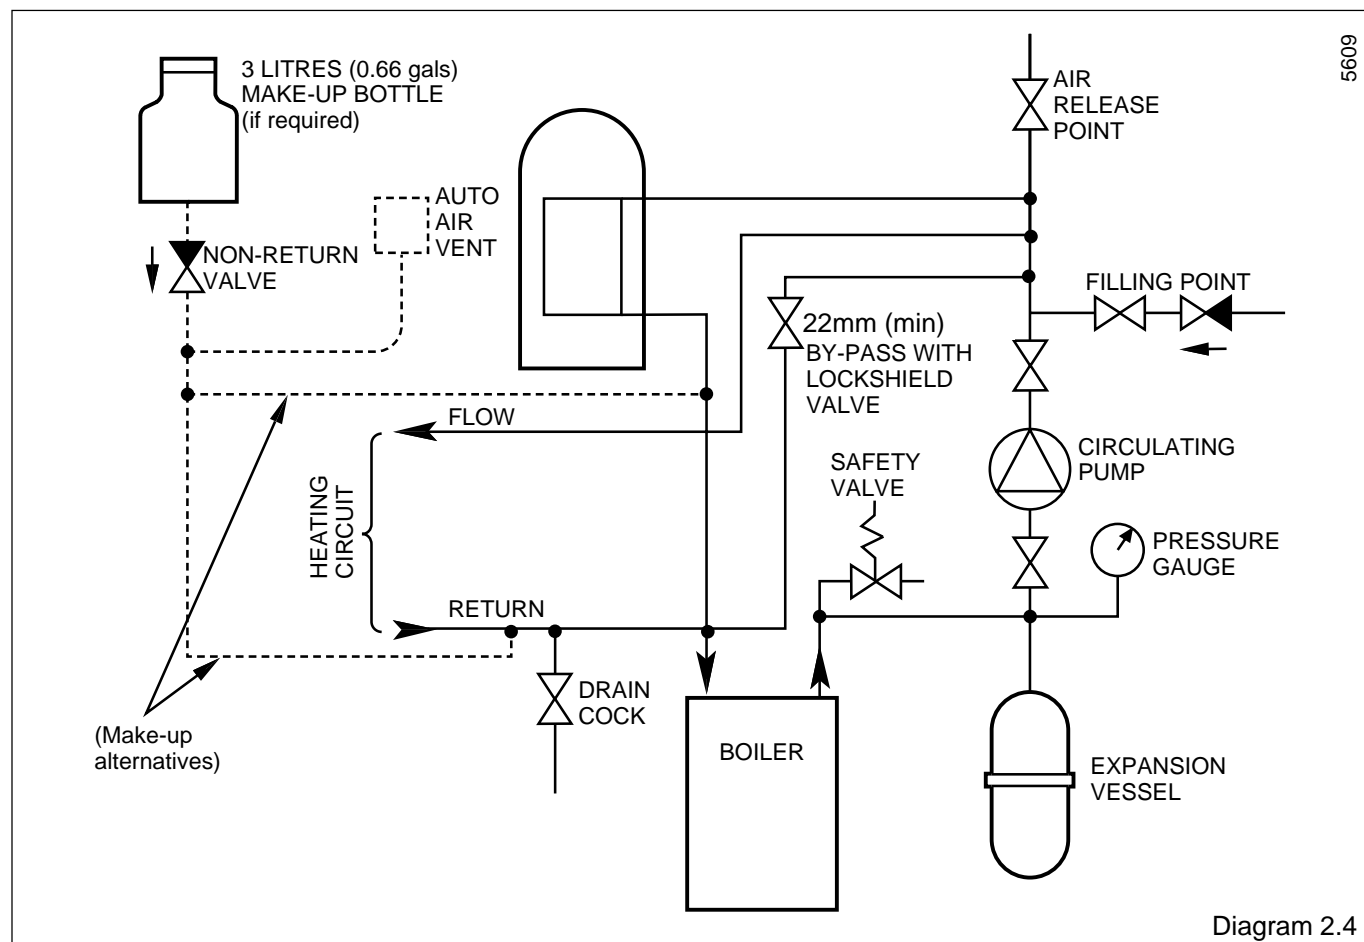 5609
3 LITRES (0.66 gals)
MAKE-UP BOTTLE
(if required)
AIR
RELEASE
POINT
AUTO
AIR
VENT
NON-RETURN
VALVE
FILLING POINT
22mm (min)
BY-PASS WITH
LOCKSHIELD
VALVE
FLOW
CIRCULATING
PUMP
SAFETY
VALVE
HEATING
CIRCUIT
PRESSURE
GAUGE
RETURN
DRAIN
COCK
(Make-up
alternatives)
BOILER
EXPANSION
VESSEL
Diagram 2.4